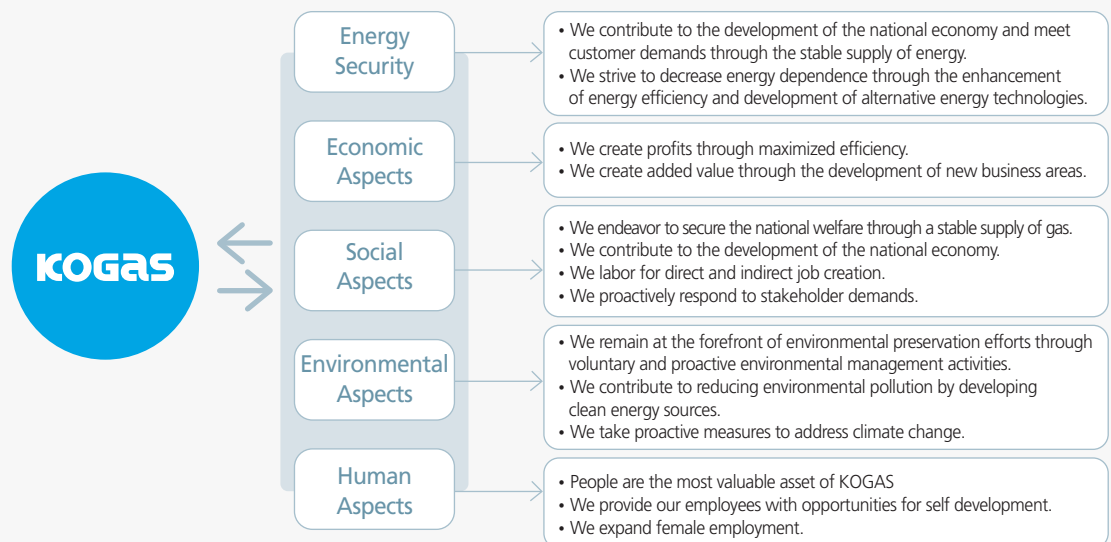 KOGAS
Energy
Security
• We contribute to the development of the national economy and meet
customer demands through the stable supply of energy.
• We strive to decrease energy dependence through the enhancement
of energy efficiency and development of alternative energy technologies.
Economic
Aspects
• We create profits through maximized efficiency.
• We create added value through the development of new business areas.
Social
Aspects
• We endeavor to secure the national welfare through a stable supply of gas.
• We contribute to the development of the national economy.
• We labor for direct and indirect job creation.
• We proactively respond to stakeholder demands.
Environmental
Aspects
• We remain at the forefront of environmental preservation efforts through
voluntary and proactive environmental management activities.
• We contribute to reducing environmental pollution by developing
clean energy sources.
• We take proactive measures to address climate change.
Human
Aspects
• People are the most valuable asset of KOGAS
• We provide our employees with opportunities for self development.
• We expand female employment.